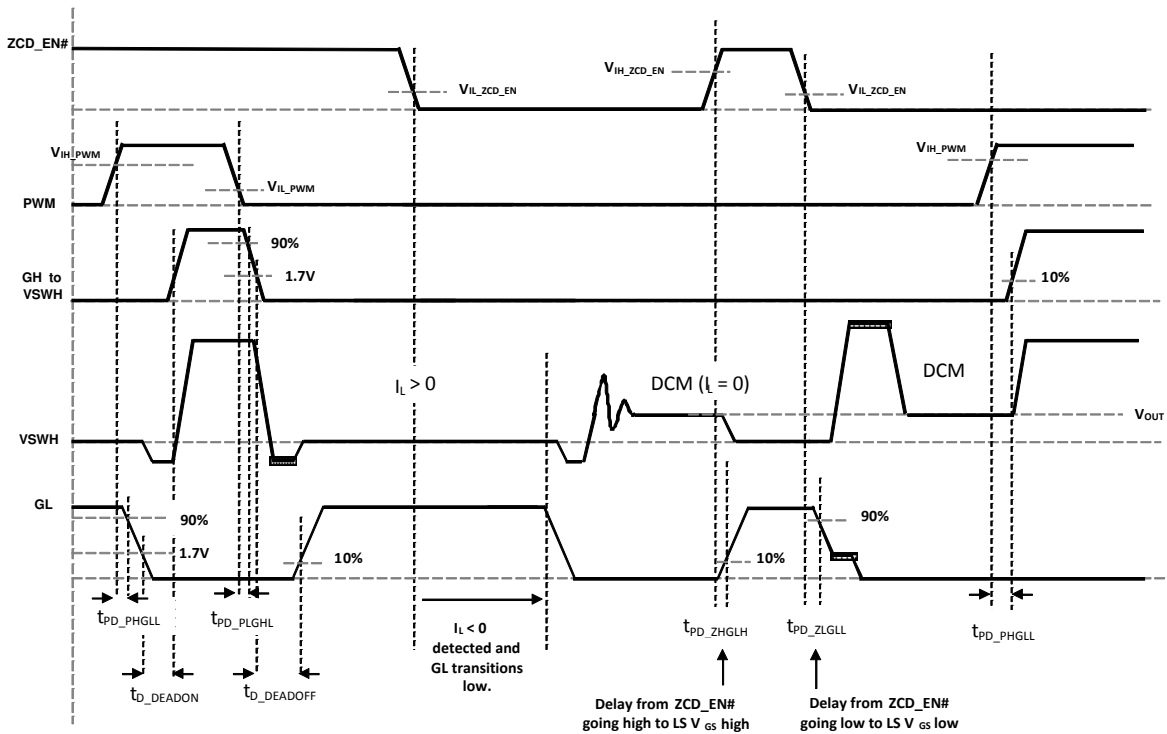 ZCD_EN#
VIH_ZCD_EN
VIL_ZCD_EN
VIL_ZCD_EN
VIH_PWM
VIH_PWM
VIL_PWM
PWM
90%
GH to
VSWH
1.7V
10%
IL > 0
DCM (IL = 0)
DCM
VOUT
VSWH
GL
90%
90%
1.7V
10%
10%
tPD_PHGLL
tPD_PLGHL
tPD_ZHGLH
tPD_ZLGLL
tPD_PHGLL
IL < 0
detected and
GL transitions
low.
tD_DEADON
tD_DEADOFF
Delay from ZCD_EN#
going high to LS VGS high
Delay from ZCD_EN#
going low to LS VGS low